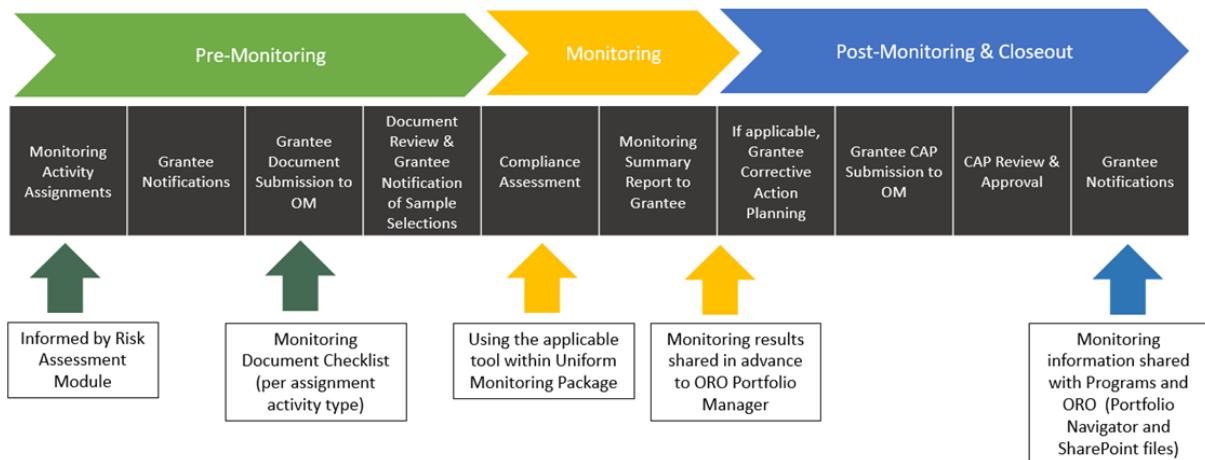 Pre-Monitoring
Monitoring
Post-Monitoring & Closeout
Monitoring
Activity
Assignments
Grantee
Notifications
Grantee
Document
Submission to
OM
Document
Review &
Grantee
Notification
of Sample
Selections
Compliance
Assessment
Monitoring
Summary
Report to
Grantee
If applicable,
Grantee
Corrective
Action
Planning
Grantee CAP
Submission to
OM
CAP Review &
Approval
Grantee
Notifications
Informed by Risk
Assessment
Module
Monitoring
Document Checklist
(per assignment
activity type)
Using the applicable
tool within Uniform
Monitoring Package
Monitoring results
shared in advance
to ORO Portfolio
Manager
Monitoring
information shared
with Programs and
ORO (Portfolio
Navigator and
SharePoint files)